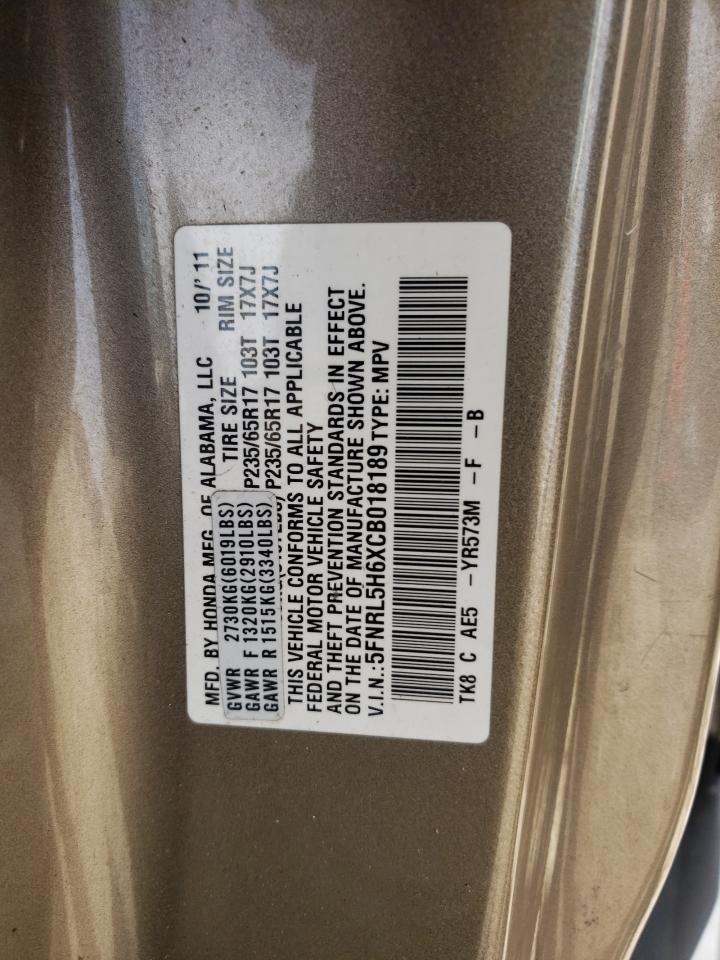 MFD. BY HONDA MFG. OF ALABAMA, LLC 10/'11
GVWR 2730KG(6019LBS) TIRE SIZE RIM SIZE
GAWR F 1320KG(2910LBS) P235/65R17 103T 17X7J
GAWR R 1515KG(3340LBS) P235/65R17 103T 17X7J
THIS VEHICLE CONFORMS TO ALL APPLICABLE
FEDERAL MOTOR VEHICLE SAFETY
AND THEFT PREVENTION STANDARDS IN EFFECT
ON THE DATE OF MANUFACTURE SHOWN ABOVE.
V.I.N.:5FNRL5H6XCB018189 TYPE: MPV
TK8 C AE5 -YR573M -F -B